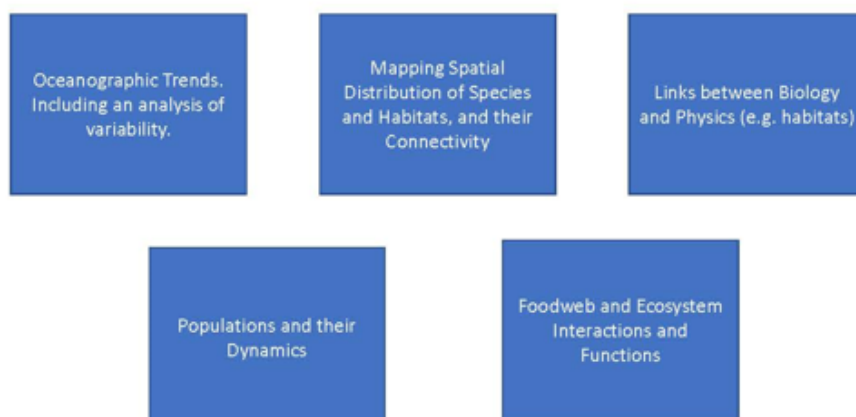 Oceanographic Trends.
Including an analysis of
variability.
Mapping Spatial
Distribution of Species
and Habitats, and their
Connectivity
Links between Biology
and Physics (e.g. habitats)
Populations and their
Dynamics
Foodweb and Ecosystem
Interactions and
Functions